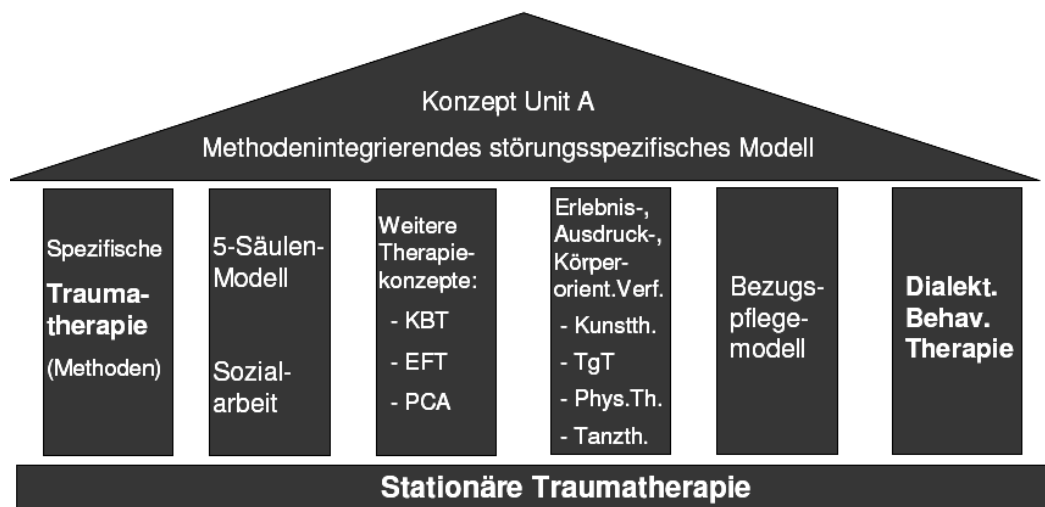 Konzept Unit A
Methodenintegrierendes störungsspezifisches Modell
Spezifische
Trauma-
therapie
(Methoden)
5-Säulen-
Modell
Sozial-
arbeit
Weitere
Therapie-
konzepte:
- KBT
- EFT
- PCA
Erlebnis-,
Ausdruck-,
Körper-
orient.Verf.
- Kunstth.
- TgT
- Phys.Th.
- Tanzth.
Bezugs-
pflege-
modell
Dialekt.
Behav.
Therapie
Stationäre Traumatherapie